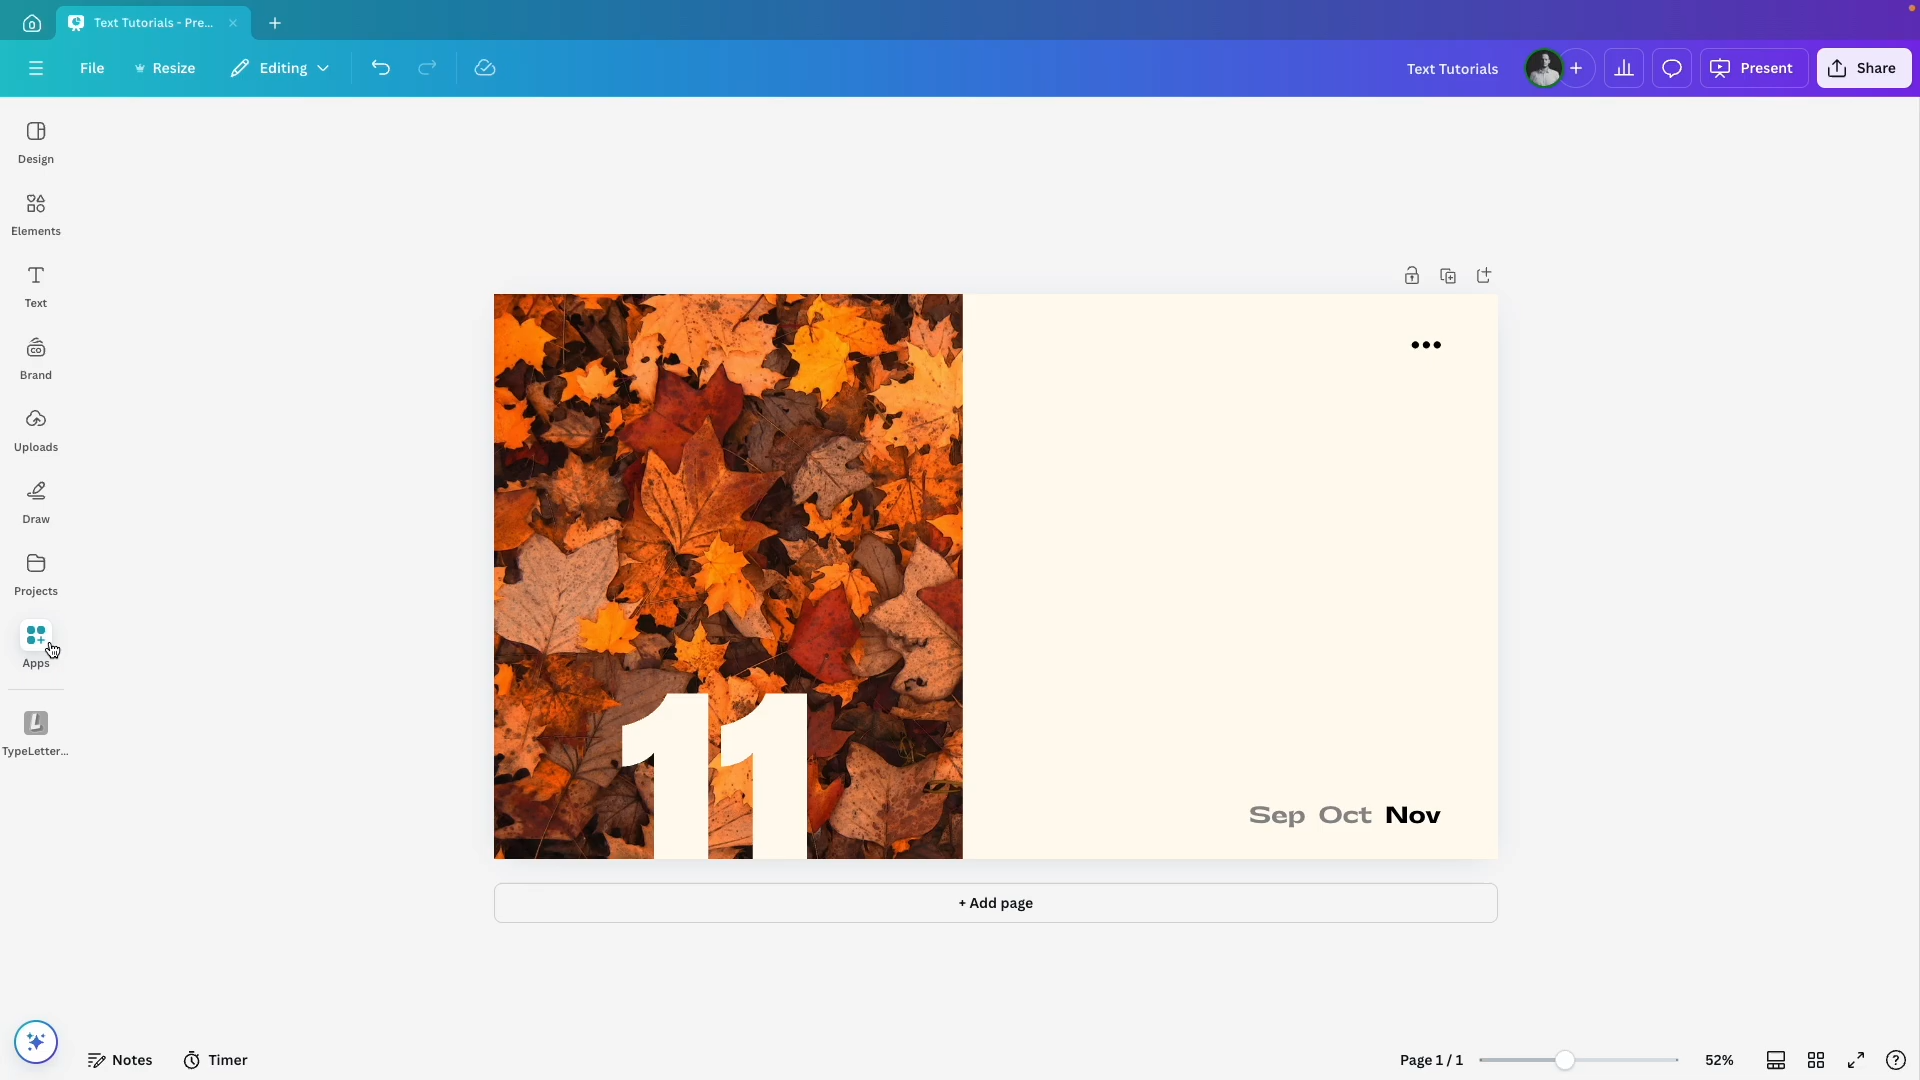 Text Tutorials - Pre...
File
Resize
Editing
Text Tutorials
Present
Share
Design
Elements
Text
CO
Brand
Uploads
Draw
Projects
Apps
L
TypeLetter...
11
Sep Oct Nov
+ Add page
Notes
Timer
Page 1 / 1
52%